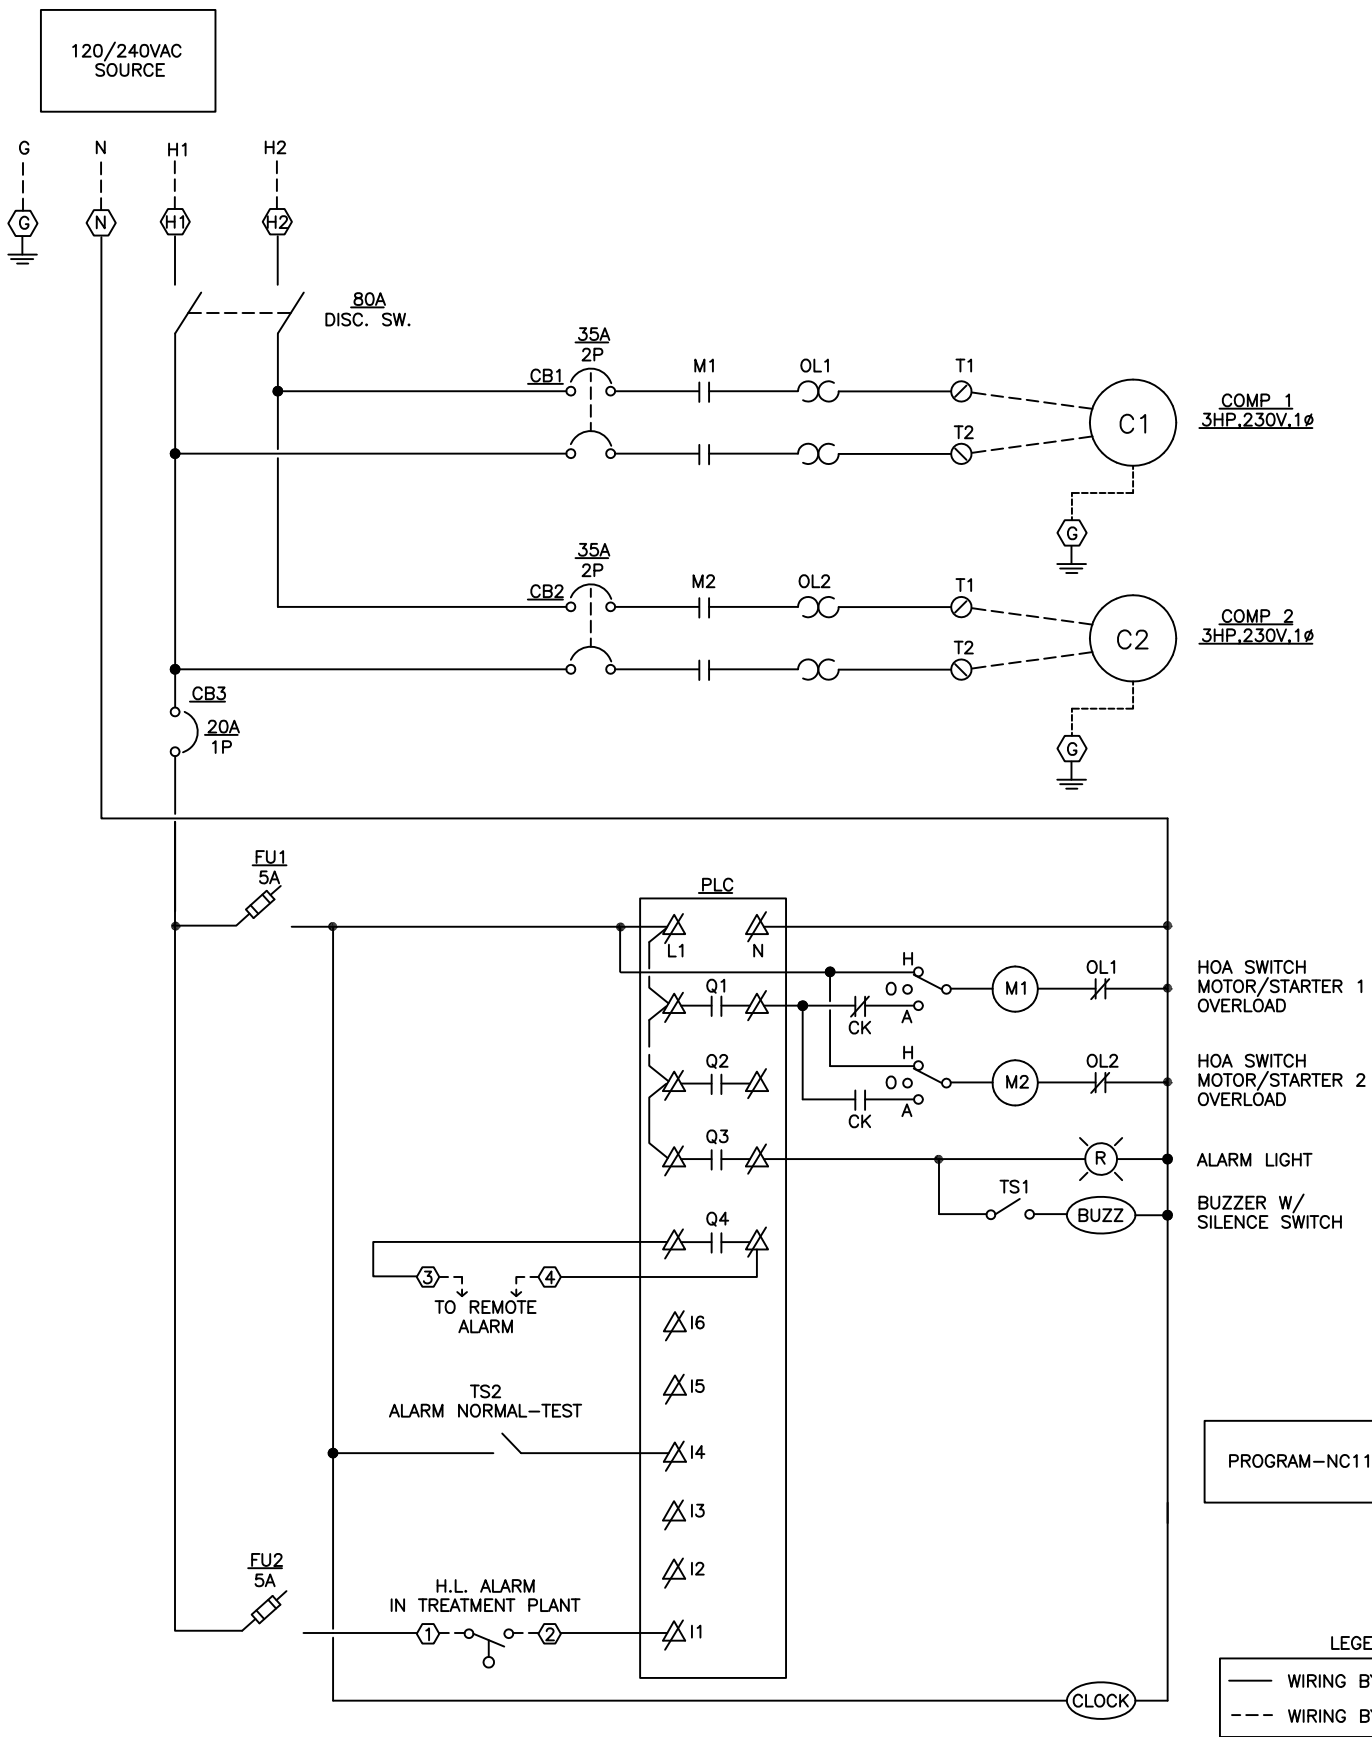 120/240VAC
SOURCE
G
N
H1
H2
G
N
H1
H2
80A
DISC. SW.
35A
2P
CB1
M1
OL1
T1
T2
C1
COMP 1
3HP,230V,1ø
G
35A
2P
CB2
M2
OL2
T1
T2
C2
COMP 2
3HP,230V,1ø
G
CB3
20A
1P
FU1
5A
PLC
L1
N
H
O
A
Q1
CK
M1
OL1
HOA SWITCH
MOTOR/STARTER 1
OVERLOAD
Q2
H
O
A
CK
M2
OL2
HOA SWITCH
MOTOR/STARTER 2
OVERLOAD
Q3
R
ALARM LIGHT
TS1
BUZZ
BUZZER W/
SILENCE SWITCH
Q4
3
4
TO REMOTE
ALARM
I6
I5
TS2
ALARM NORMAL-TEST
I4
PROGRAM-NC11
I3
I2
FU2
5A
H.L. ALARM
IN TREATMENT PLANT
1
2
I1
CLOCK
LEGE
WIRING BY
WIRING BY